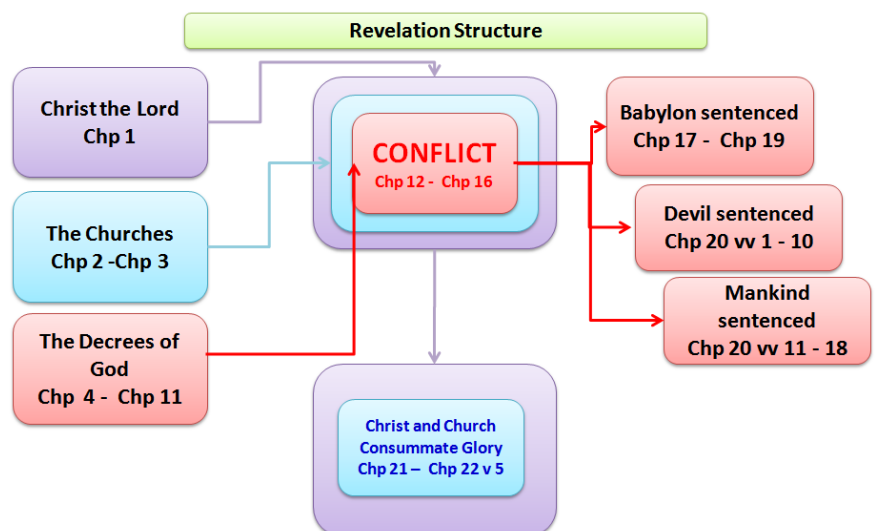 Revelation Structure
Christ the Lord
Chp 1
The Churches
Chp 2 -Chp 3
The Decrees of
God
Chp 4 - Chp 11
CONFLICT
Chp 12 - Chp 16
Babylon sentenced
Chp 17 - Chp 19
Devil sentenced
Chp 20 vv 1 - 10
Mankind
sentenced
Chp 20 vv 11 - 18
Christ and Church
Consummate Glory
Chp 21 – Chp 22 v 5